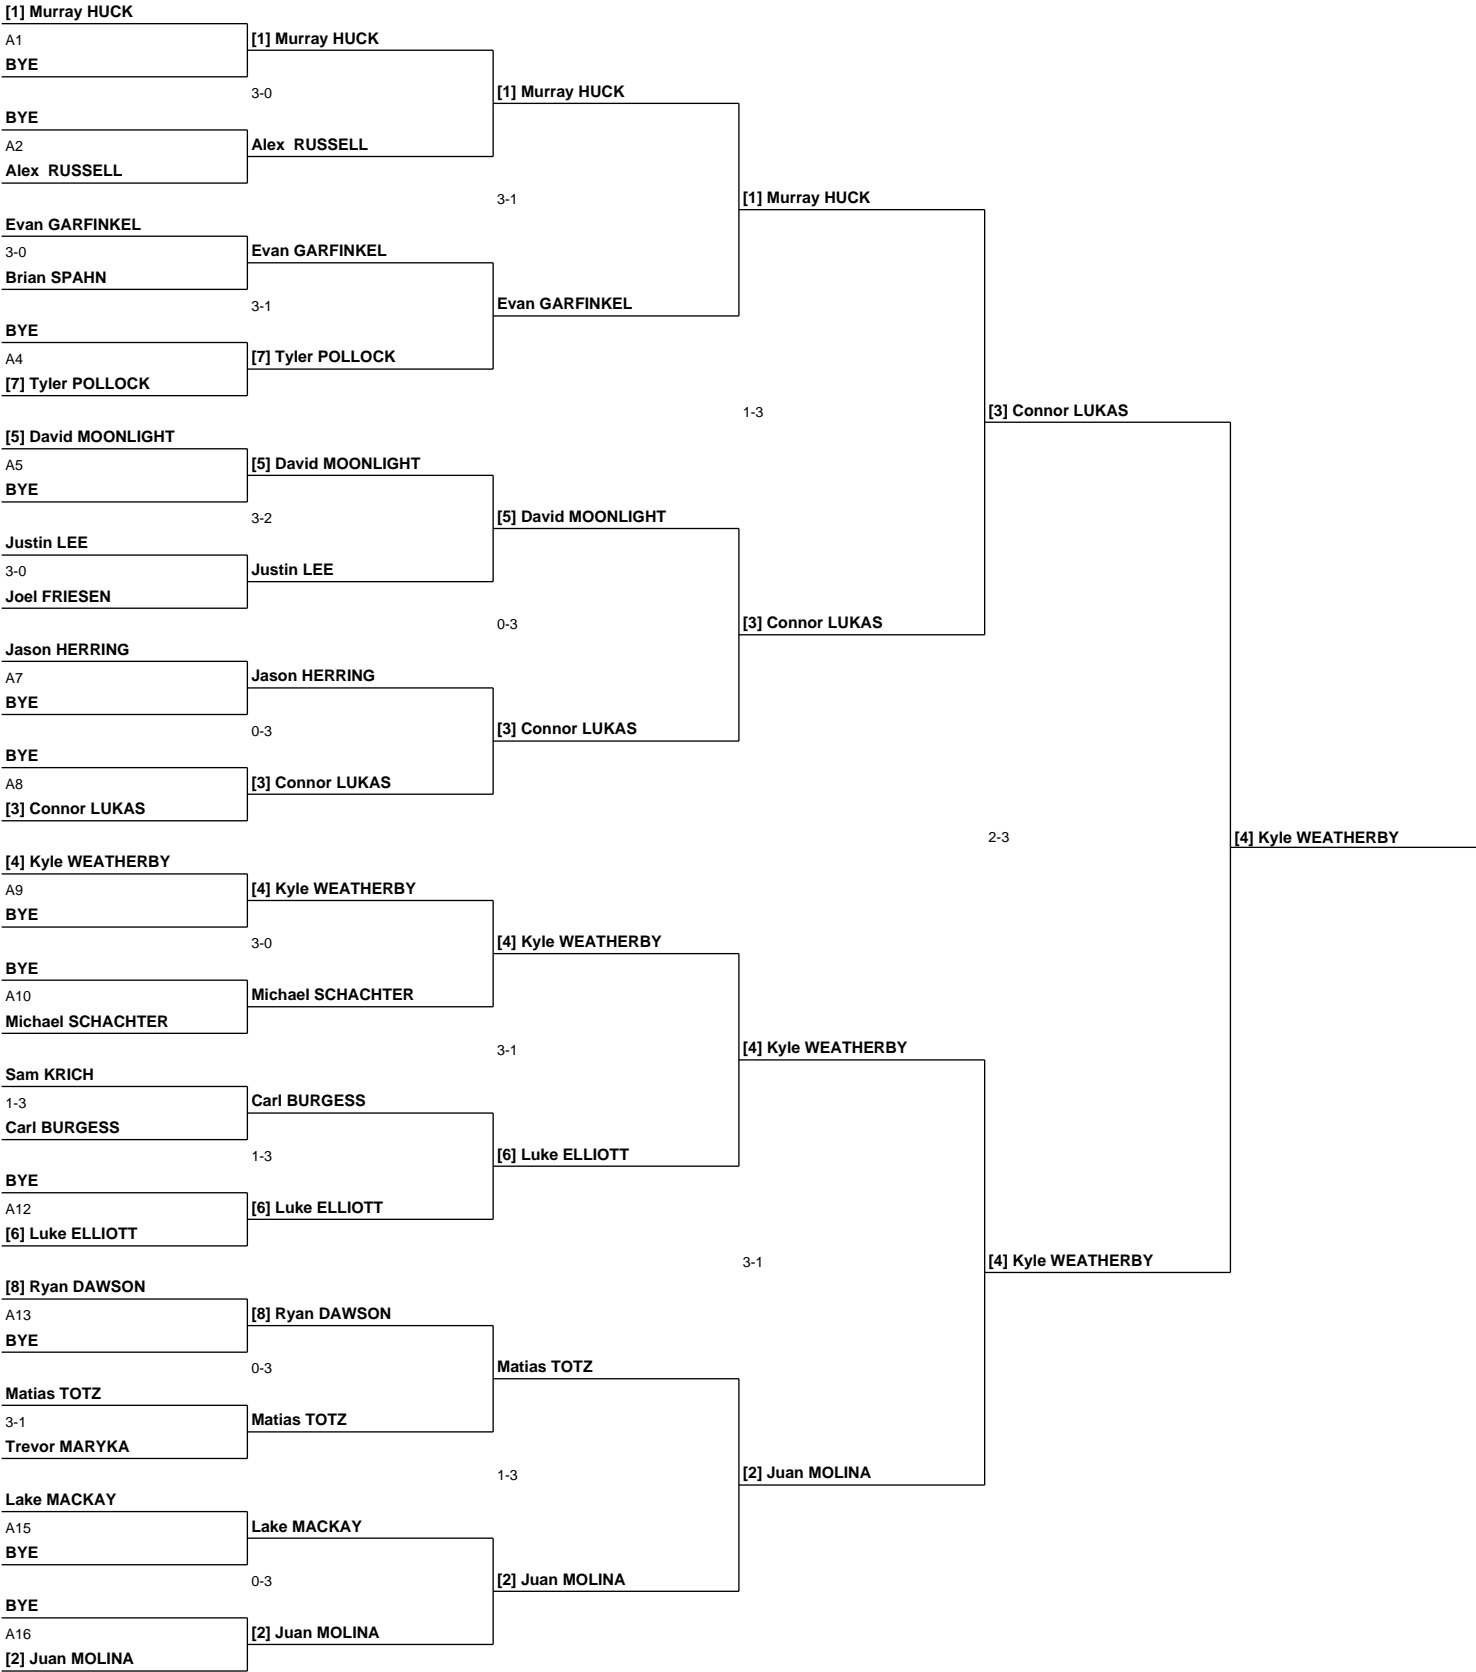 [1] Murray HUCK
A1
BYE
BYE
A2
Alex RUSSELL
Evan GARFINKEL
3-0
Brian SPAHN
BYE
A4
[7] Tyler POLLOCK
[5] David MOONLIGHT
A5
BYE
Justin LEE
3-0
Joel FRIESEN
Jason HERRING
A7
BYE
BYE
A8
[3] Connor LUKAS
[4] Kyle WEATHERBY
A9
BYE
BYE
A10
Michael SCHACHTER
Sam KRICH
1-3
Carl BURGESS
BYE
A12
[6] Luke ELLIOTT
[8] Ryan DAWSON
A13
BYE
Matias TOTZ
3-1
Trevor MARYKA
Lake MACKAY
A15
BYE
BYE
A16
[2] Juan MOLINA
[1] Murray HUCK
3-0
Alex RUSSELL
Evan GARFINKEL
3-1
[7] Tyler POLLOCK
[5] David MOONLIGHT
3-2
Justin LEE
Jason HERRING
0-3
[3] Connor LUKAS
[4] Kyle WEATHERBY
3-0
Michael SCHACHTER
Carl BURGESS
1-3
[6] Luke ELLIOTT
[8] Ryan DAWSON
0-3
Matias TOTZ
Lake MACKAY
0-3
[2] Juan MOLINA
[1] Murray HUCK
3-1
Evan GARFINKEL
[5] David MOONLIGHT
0-3
[3] Connor LUKAS
[4] Kyle WEATHERBY
3-1
[6] Luke ELLIOTT
Matias TOTZ
1-3
[2] Juan MOLINA
[1] Murray HUCK
1-3
[3] Connor LUKAS
[4] Kyle WEATHERBY
3-1
[2] Juan MOLINA
[3] Connor LUKAS
2-3
[4] Kyle WEATHERBY
[4] Kyle WEATHERBY